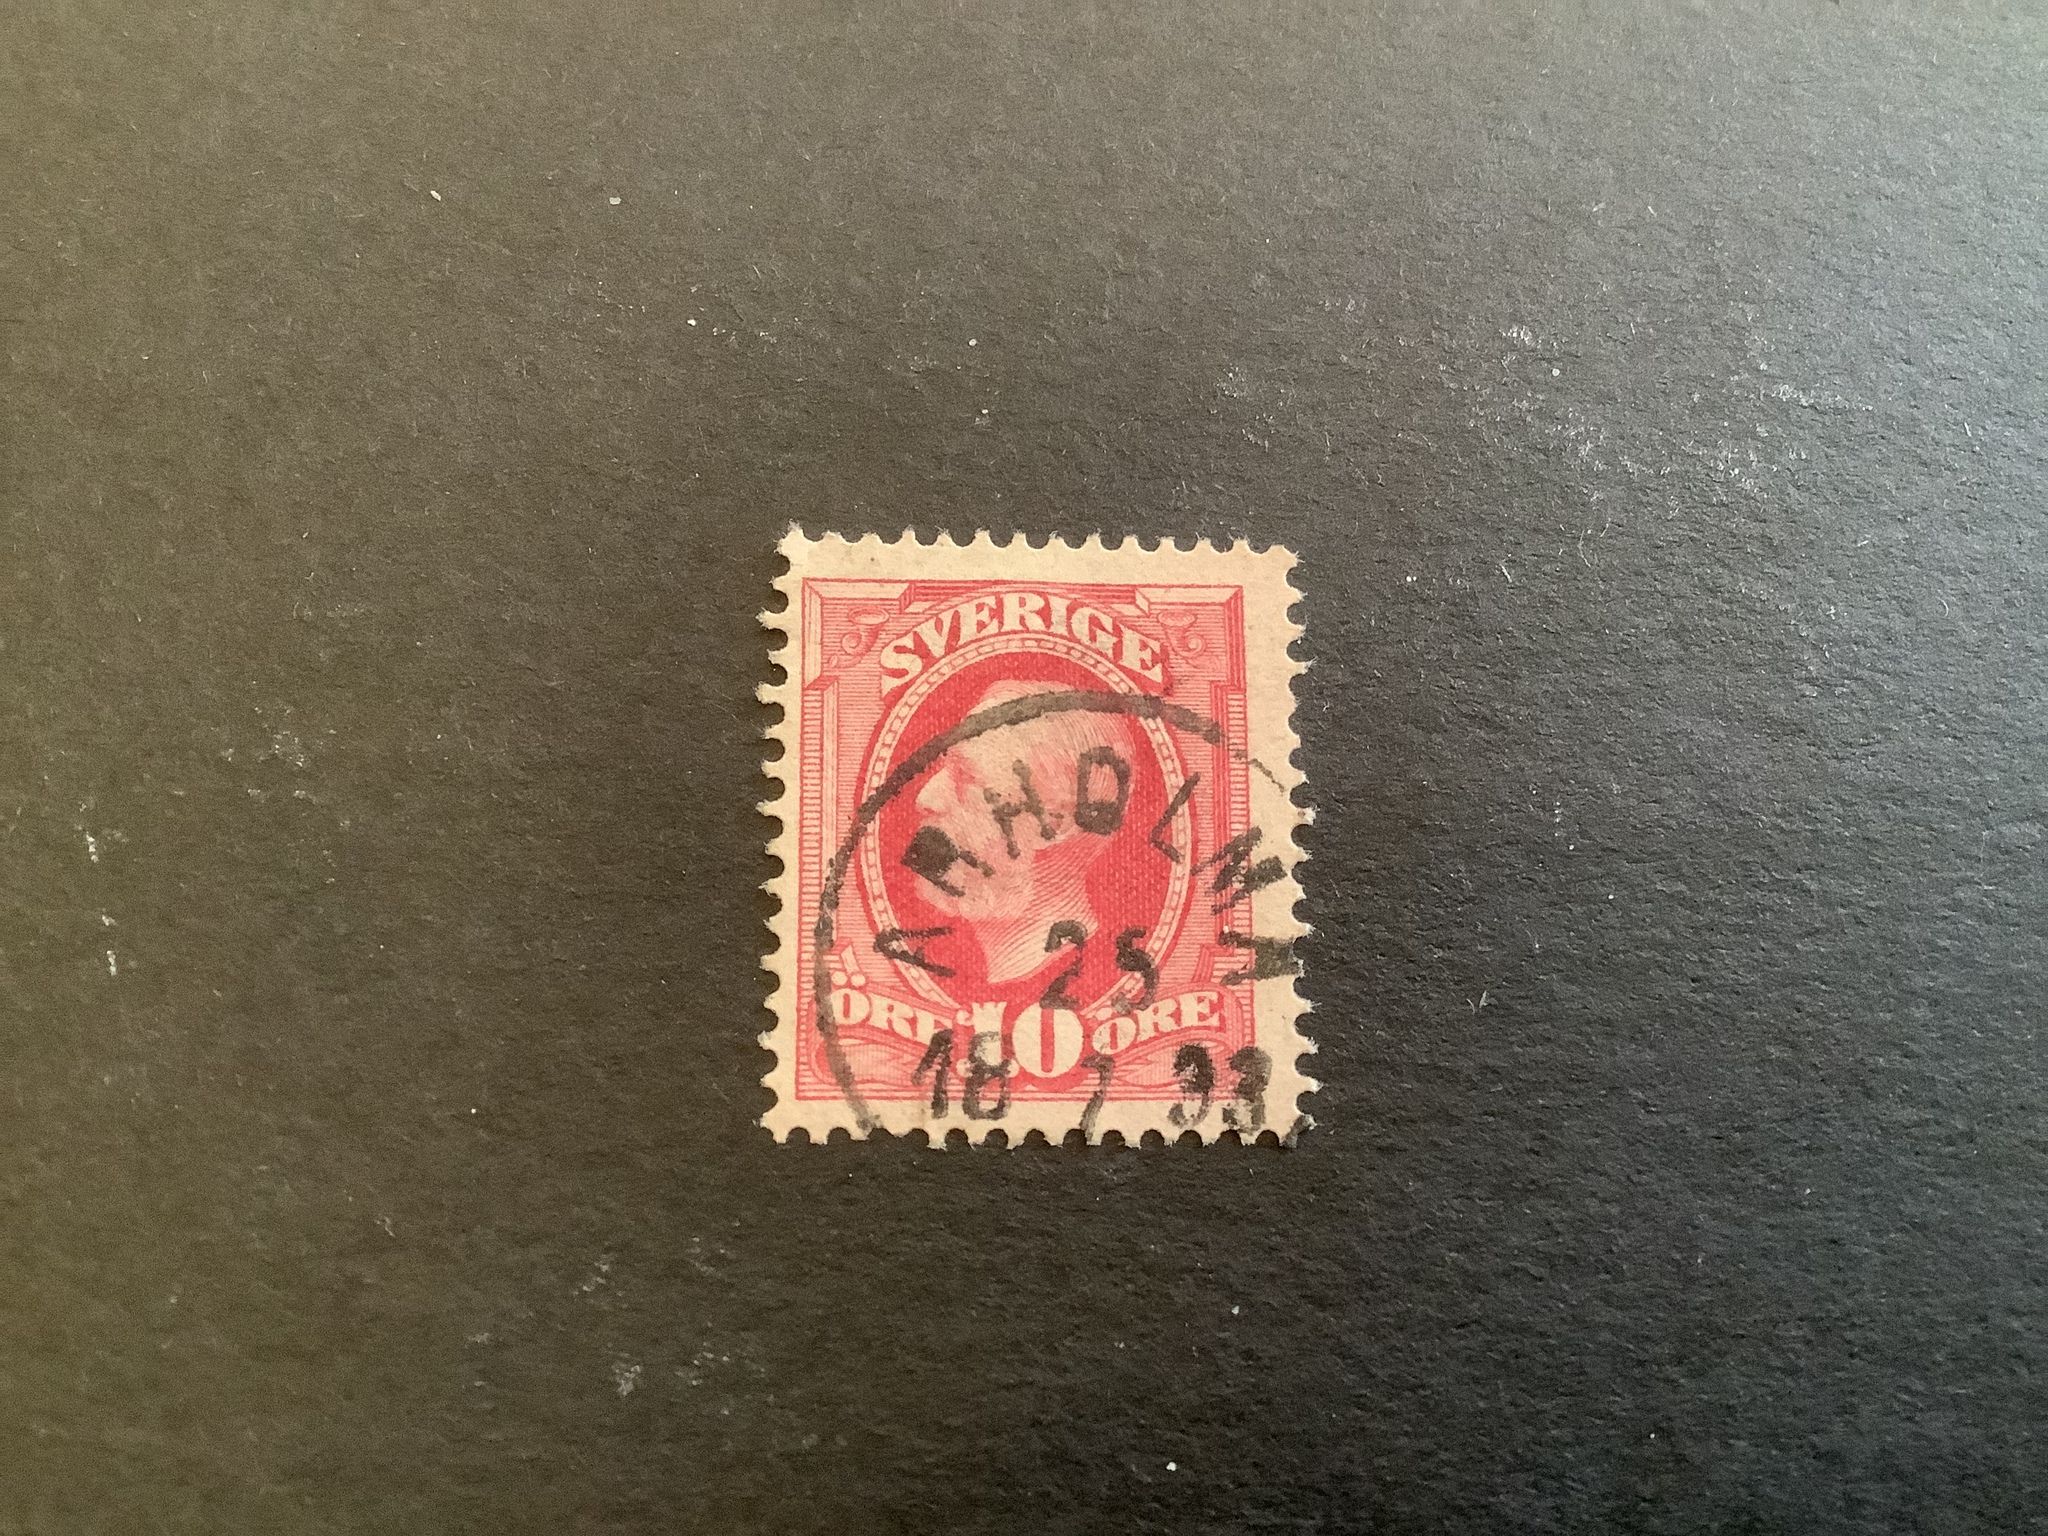 SVERIGE
ARHOLMA
25
ÖRE 10 ÖRE
18 7 93